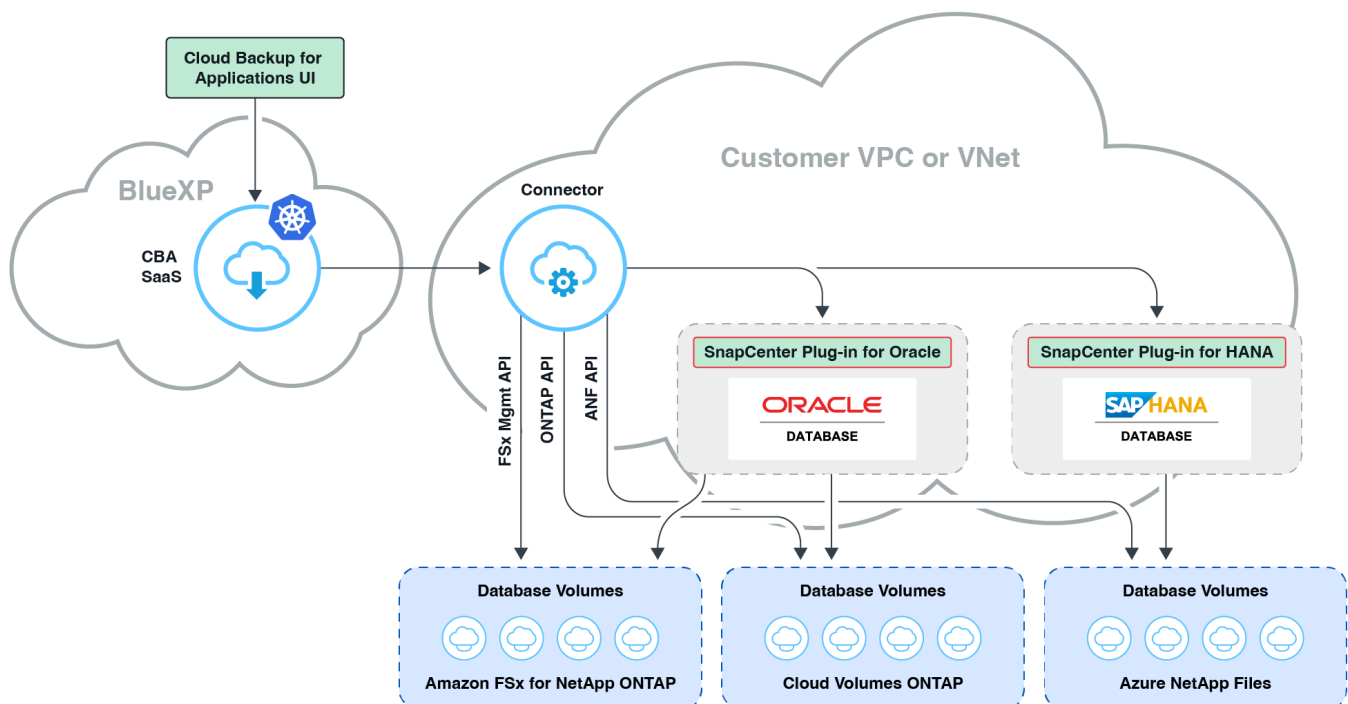 Cloud Backup for
Applications UI
BlueXP
CBA
SaaS
Customer VPC or VNet
Connector
FSx Mgmt API
ONTAP API
ANF API
SnapCenter Plug-in for Oracle
ORACLE
DATABASE
SnapCenter Plug-in for HANA
SAP HANA
DATABASE
Database Volumes
Amazon FSx for NetApp ONTAP
Database Volumes
Cloud Volumes ONTAP
Database Volumes
Azure NetApp Files